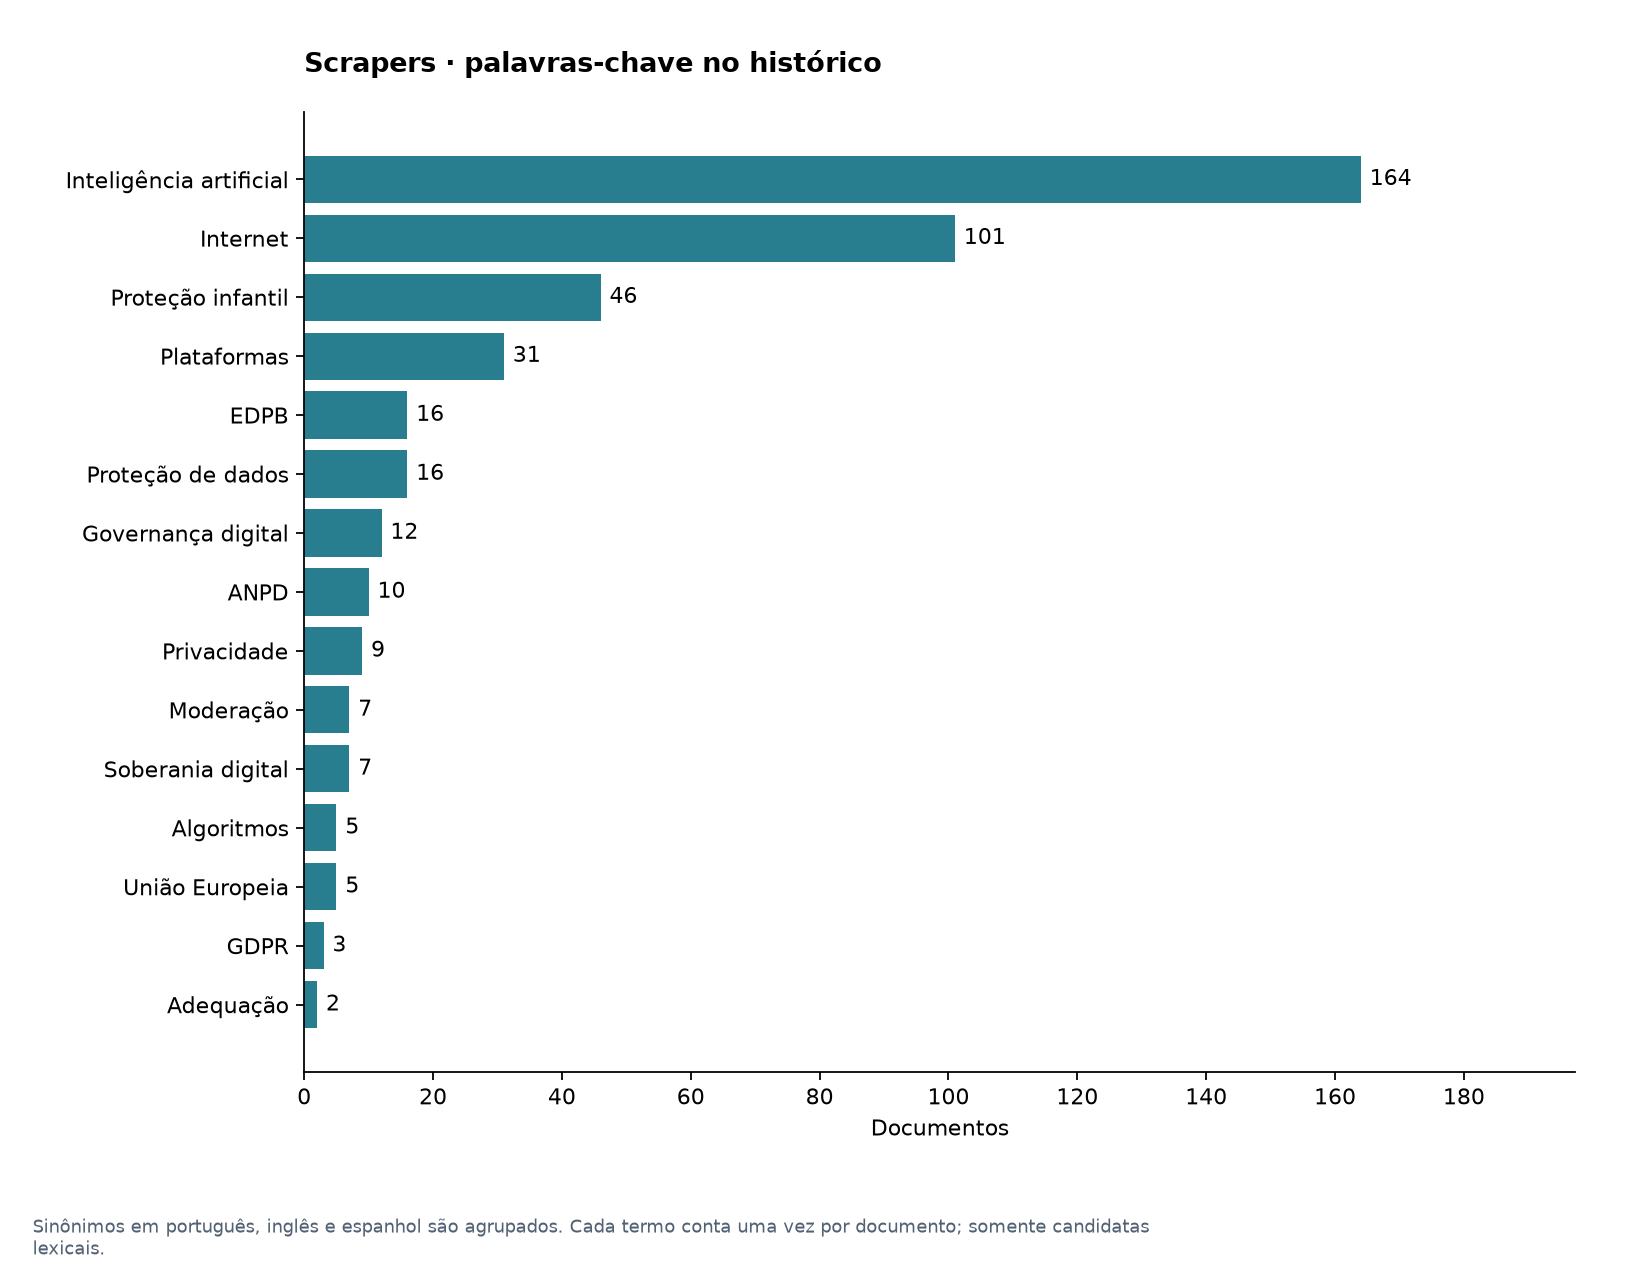 Scrapers · palavras-chave no histórico
Inteligência artificial 164
Internet 101
Proteção infantil 46
Plataformas 31
EDPB 16
Proteção de dados 16
Governança digital 12
ANPD 10
Privacidade 9
Moderação 7
Soberania digital 7
Algoritmos 5
União Europeia 5
GDPR 3
Adequação 2
0 20 40 60 80 100 120 140 160 180
Documentos
Sinônimos em português, inglês e espanhol são agrupados. Cada termo conta uma vez por documento; somente candidatas
lexicais.